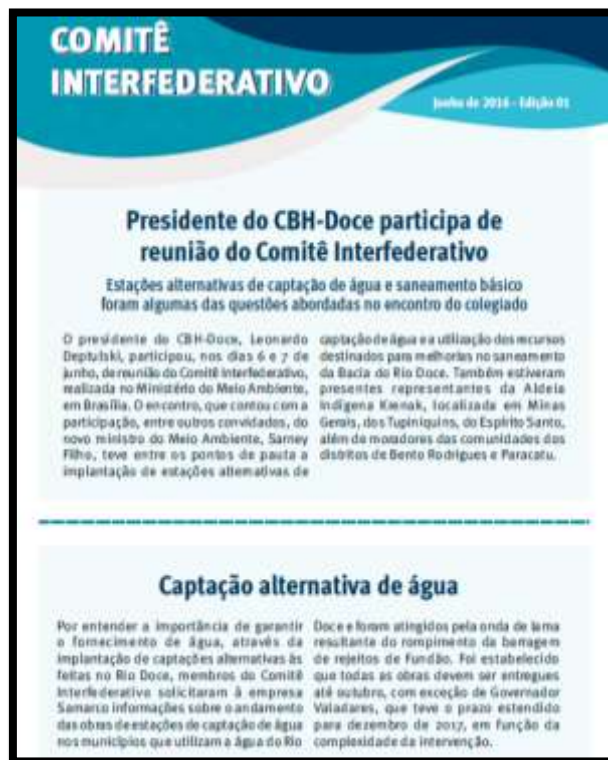 COMITÊ
INTERFEDERATIVO
Junho de 2016 - Edição 01
Presidente do CBH-Doce participa de
reunião do Comitê Interfederativo
Estações alternativas de captação de água e saneamento básico
foram algumas das questões abordadas no encontro do colegiado
O presidente do CBH-Doce, Leonardo
Deptulski, participou, nos dias 6 e 7 de
junho, de reunião do Comitê Interfederativo,
realizada no Ministério do Meio Ambiente,
em Brasília. O encontro, que contou com a
participação, entre outros convidados, do
novo ministro do Meio Ambiente, Sarney
Filho, teve entre os pontos de pauta a
implantação de estações alternativas de
captação de água e a utilização dos recursos
destinados para melhorias no saneamento
da Bacia do Rio Doce. Também estiveram
presentes representantes da Aldeia
Indígena Krenak, localizada em Minas
Gerais, dos Tupiniquins, do Espírito Santo,
além de moradores das comunidades dos
distritos de Bento Rodrigues e Paracatu.
Captação alternativa de água
Por entender a importância de garantir
o fornecimento de água, através da
implantação de captações alternativas às
feitas no Rio Doce, membros do Comitê
Interfederativo solicitaram à empresa
Samarco informações sobre o andamento
das obras de estações de captação de água
nos municípios que utilizam a água do Rio
Doce e foram atingidos pela onda de lama
resultante do rompimento da barragem
de rejeitos de Fundão. Foi estabelecido
que todas as obras devem ser entregues
até outubro, com exceção de Governador
Valadares, que teve o prazo estendido
para dezembro de 2017, em função da
complexidade da intervenção.